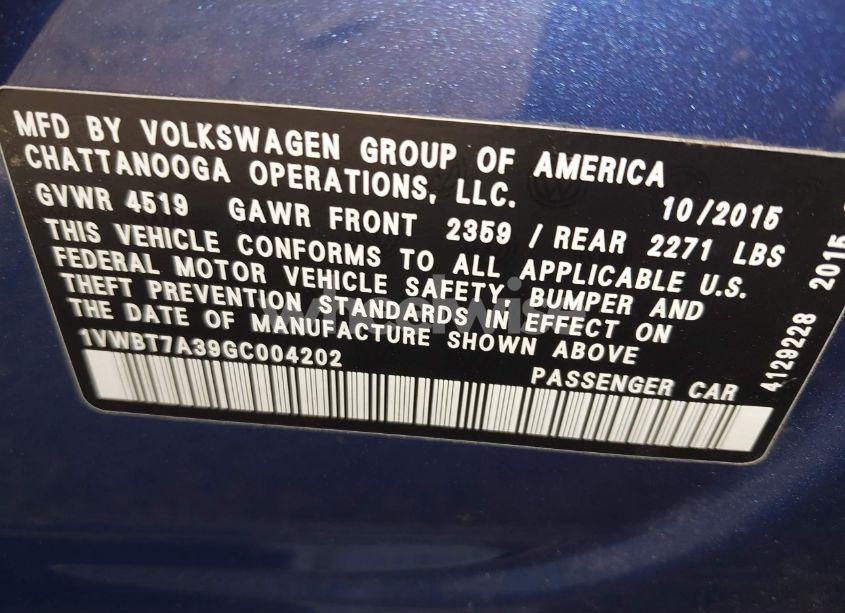 MFD BY VOLKSWAGEN GROUP OF AMERICA
CHATTANOOGA OPERATIONS, LLC.
10/2015
GVWR 4519 GAWR FRONT 2359 / REAR 2271 LBS
THIS VEHICLE CONFORMS TO ALL APPLICABLE U.S.
FEDERAL MOTOR VEHICLE SAFETY, BUMPER AND
THEFT PREVENTION STANDARDS IN EFFECT ON
THE DATE OF MANUFACTURE SHOWN ABOVE
1VWBT7A39GC004202
PASSENGER CAR
4129228 2015